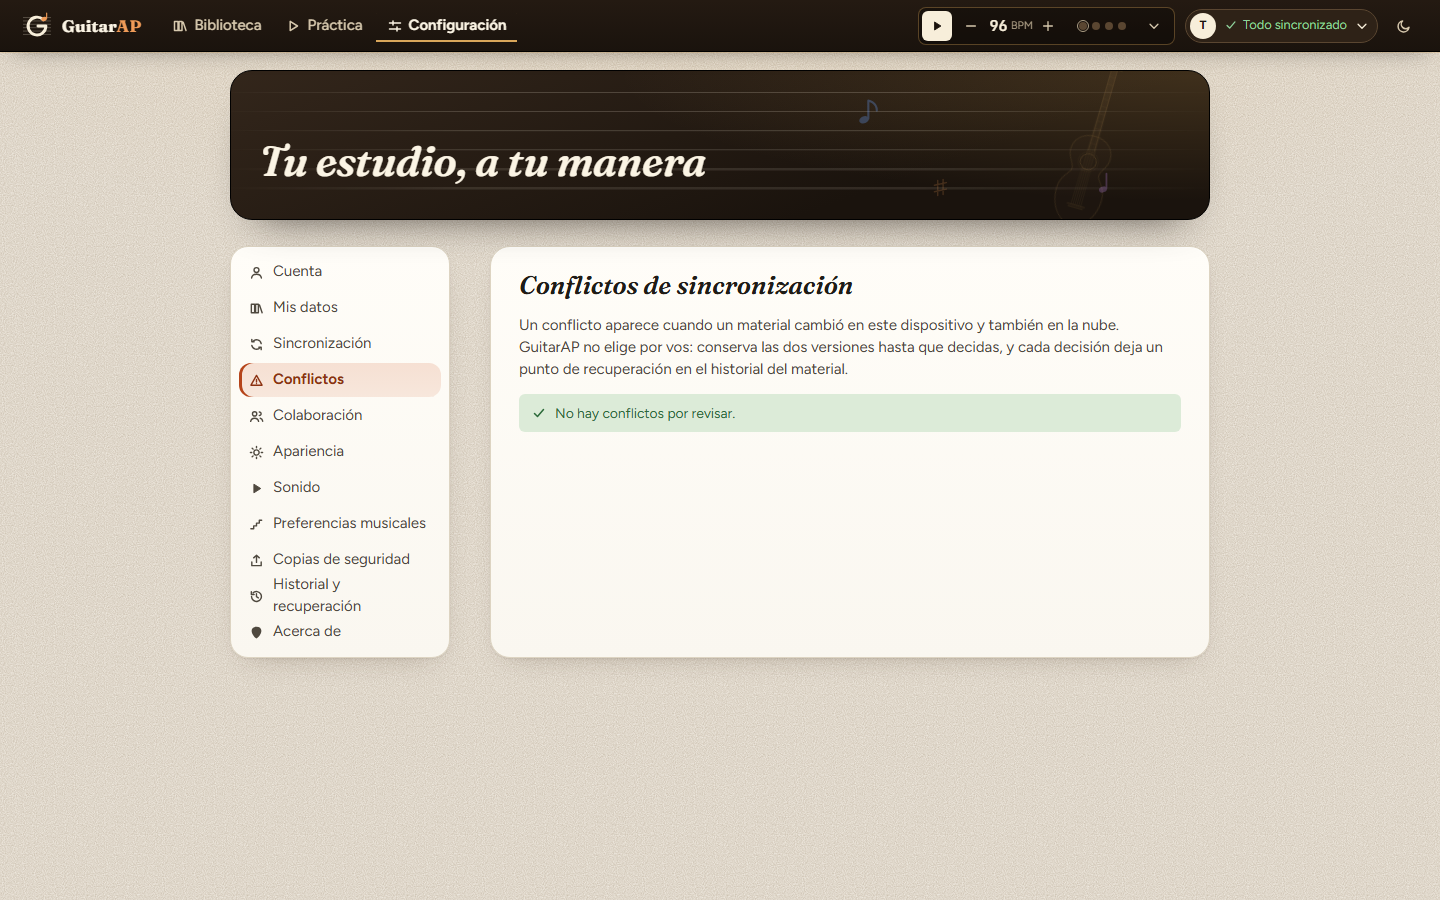 GuitarAP
Biblioteca
Práctica
Configuración
96 BPM
T
Todo sincronizado
Tu estudio, a tu manera
Cuenta
Mis datos
Sincronización
Conflictos
Colaboración
Apariencia
Sonido
Preferencias musicales
Copias de seguridad
Historial y
recuperación
Acerca de
Conflictos de sincronización
Un conflicto aparece cuando un material cambió en este dispositivo y también en la nube.
GuitarAP no elige por vos: conserva las dos versiones hasta que decidas, y cada decisión deja un
punto de recuperación en el historial del material.
No hay conflictos por revisar.